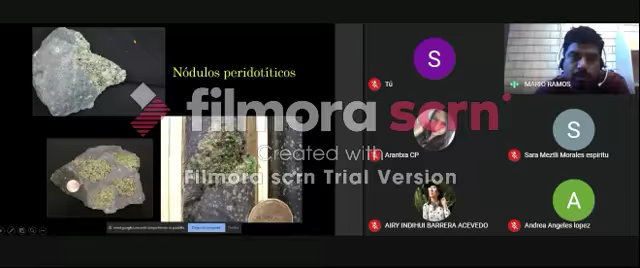 Nódulos peridotíticos
filmora scrn
Created with
Filmora scrn Trial Version
S
Tú
MARIO RAMOS
Arantxa CP
S
Sara Meztli Morales espiritu
AIRY INDIHUI BARRERA ACEVEDO
A
Andrea Angeles lopez